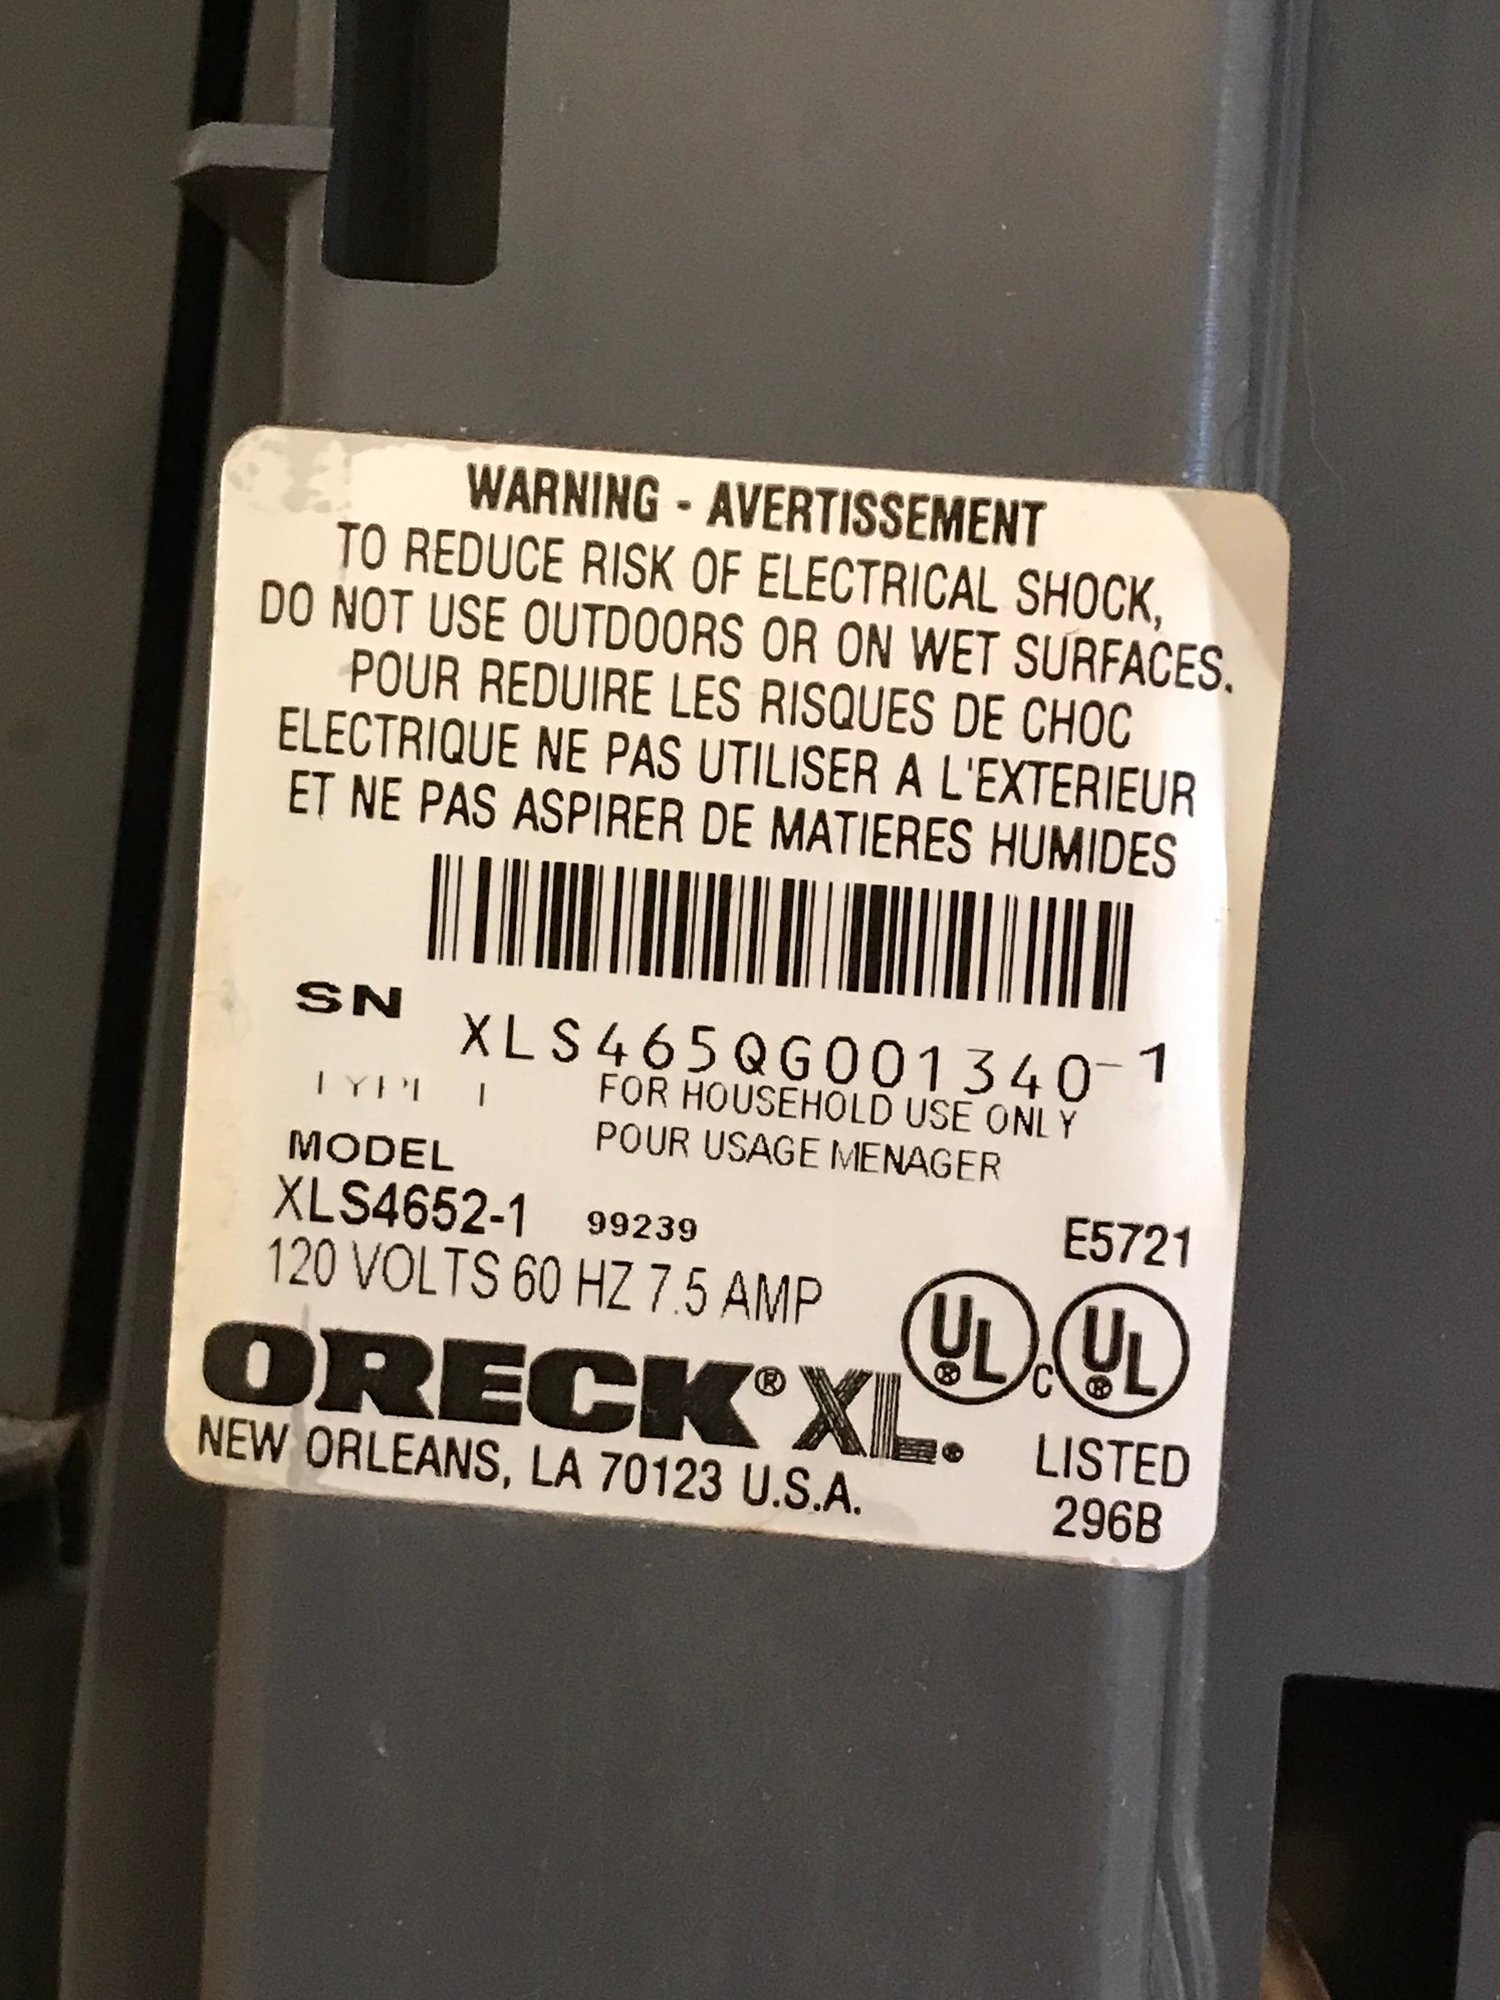 WARNING - AVERTISSEMENT
TO REDUCE RISK OF ELECTRICAL SHOCK,
DO NOT USE OUTDOORS OR ON WET SURFACES.
POUR REDUIRE LES RISQUES DE CHOC
ELECTRIQUE NE PAS UTILISER A L'EXTERIEUR
ET NE PAS ASPIRER DE MATIERES HUMIDES
SN XLS465QG001340-1
TYPE 1 FOR HOUSEHOLD USE ONLY
POUR USAGE MENAGER
MODEL
XLS4652-1 99239 E5721
120 VOLTS 60 HZ 7.5 AMP
UL ® C UL ®
ORECK® XL®
NEW ORLEANS, LA 70123 U.S.A.
LISTED
296B